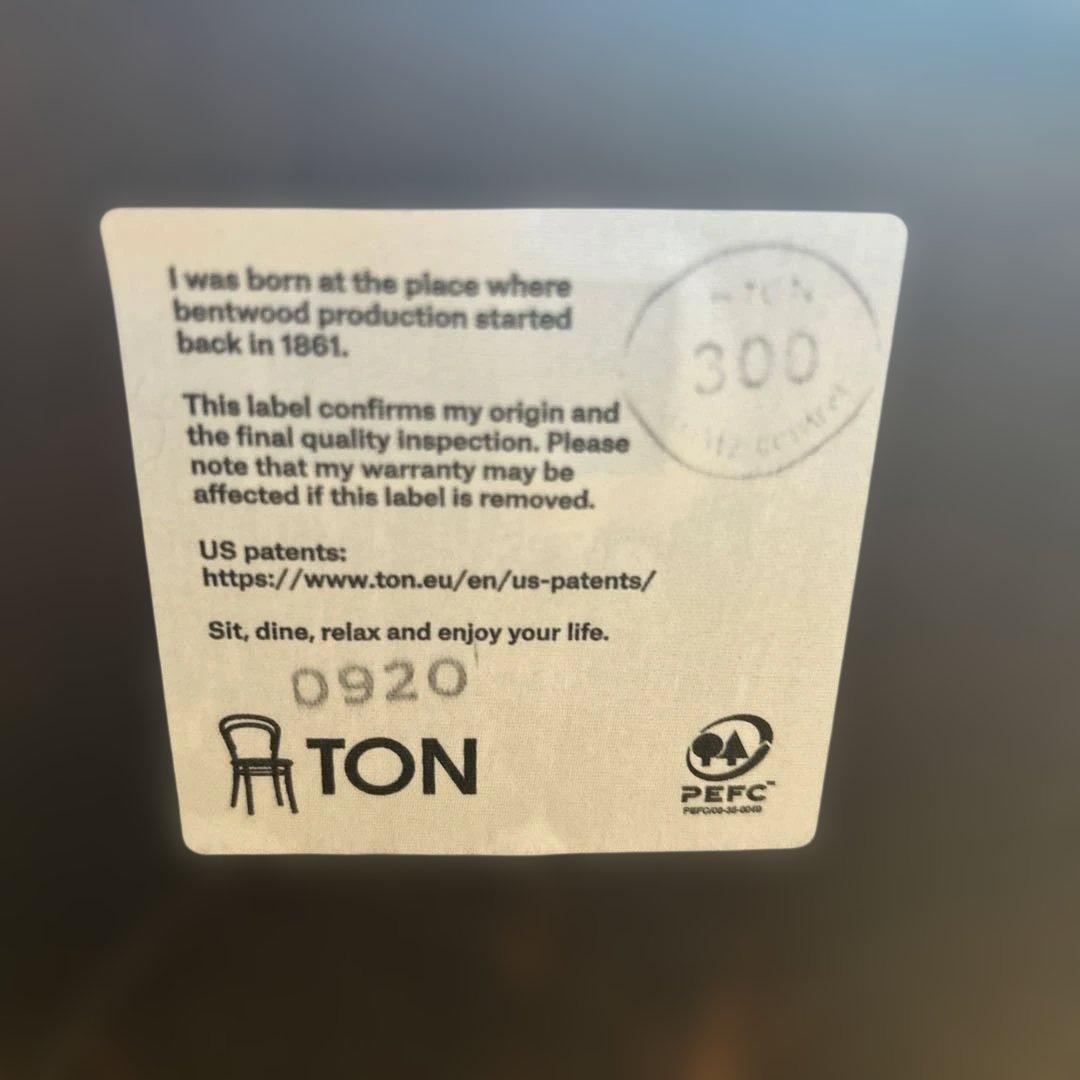 I was born at the place where
bentwood production started
back in 1861.
This label confirms my origin and
the final quality inspection. Please
note that my warranty may be
affected if this label is removed.
US patents:
https://www.ton.eu/en/us-patents/
Sit, dine, relax and enjoy your life.
TON
300
0920
TON
PEFC™